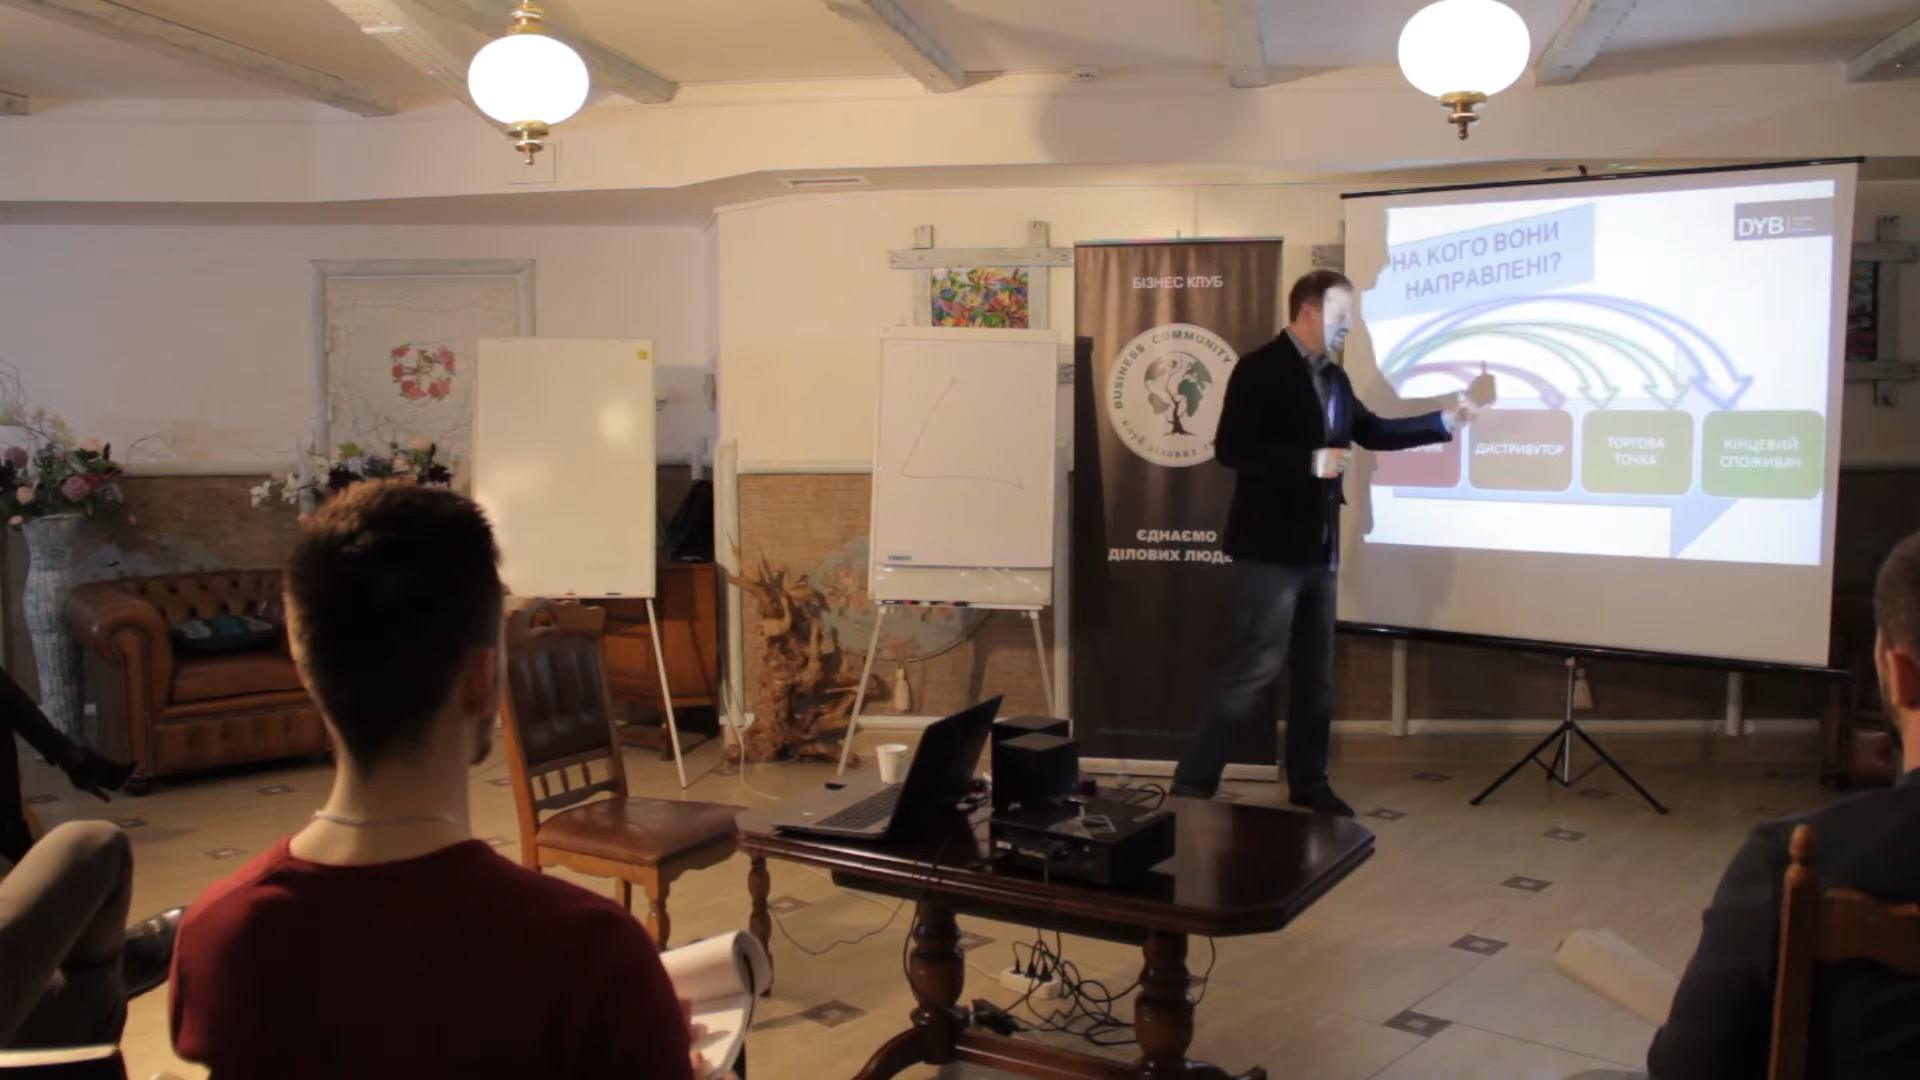 БІЗНЕС КЛУБ
BUSINESS COMMUNITY
ЄДНАЄМО
ДІЛОВИХ
НА КОГО ВОНИ
НАПРАВЛЕНІ?
DYB
ДИСТРИБУТОР
ТОРГОВА
ТОЧКА
КІНЦЕВИЙ
СПОЖИВАЧ